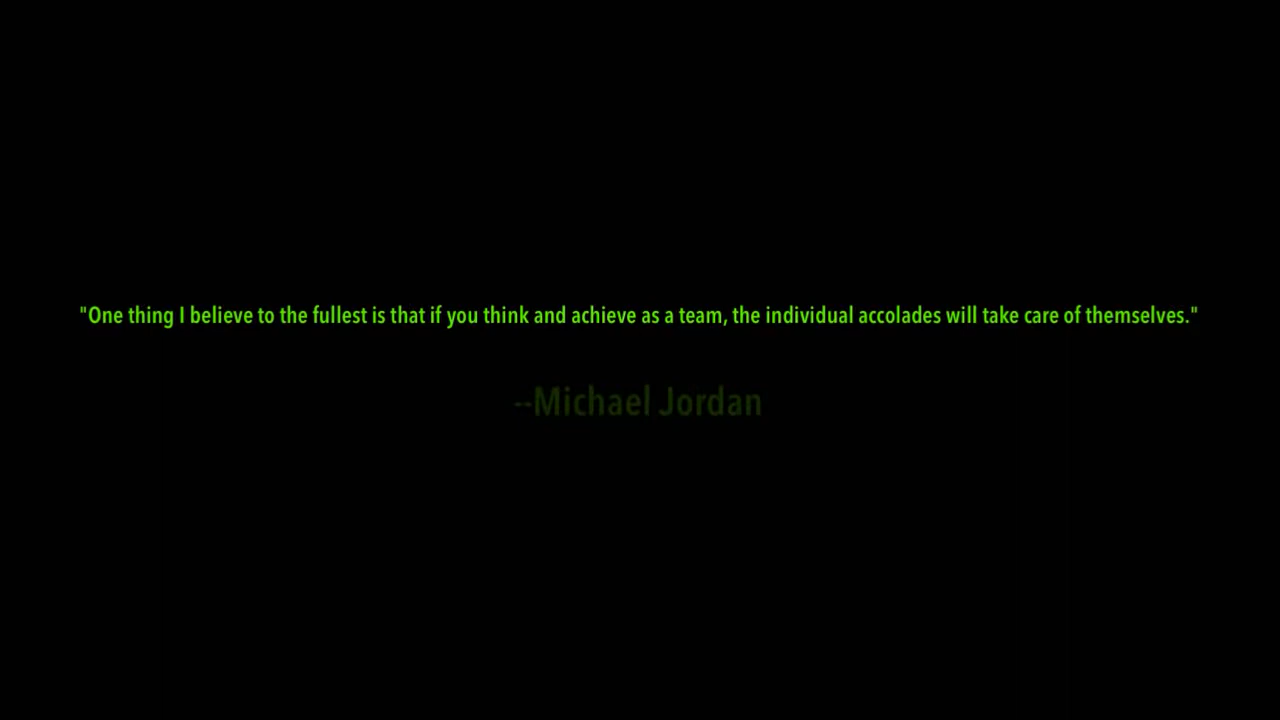 "One thing I believe to the fullest is that if you think and achieve as a team, the individual accolades will take care of themselves."
--Michael Jordan